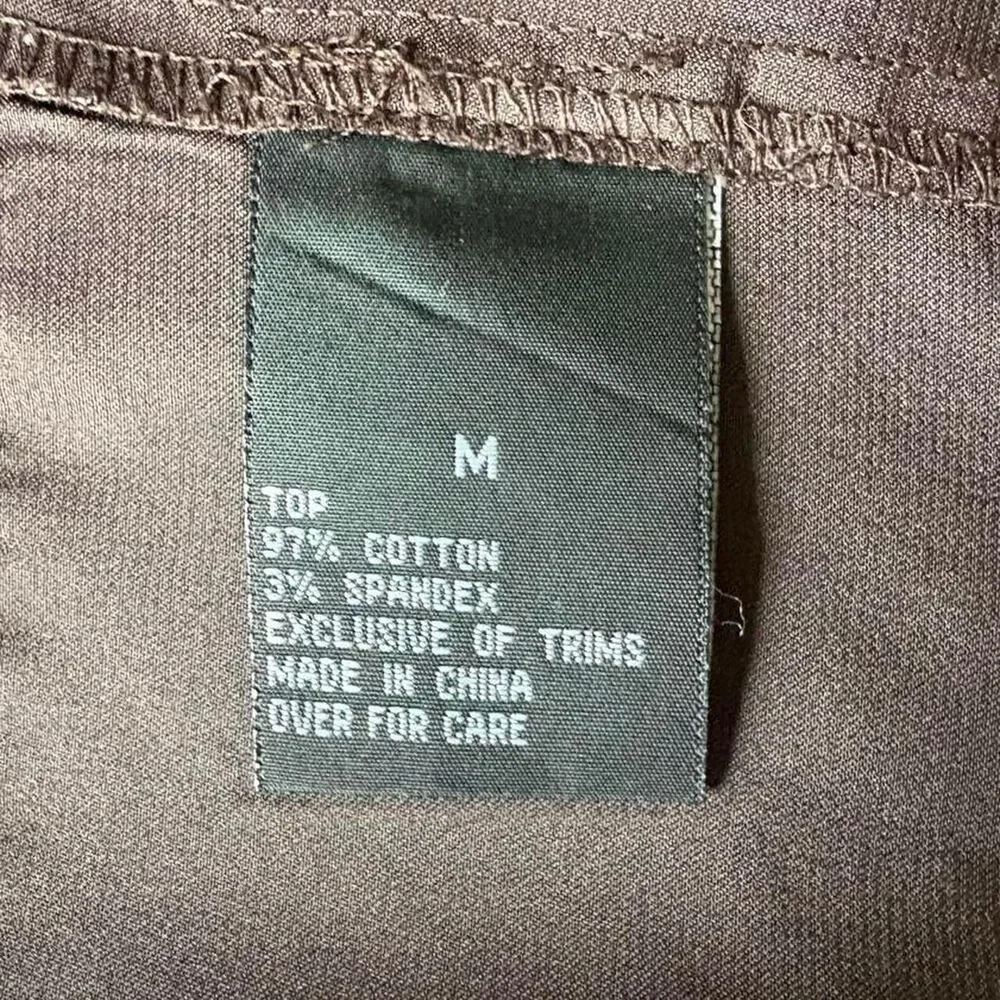 M
TOP
97% COTTON
3% SPANDEX
EXCLUSIVE OF TRIMS
MADE IN CHINA
OVER FOR CARE